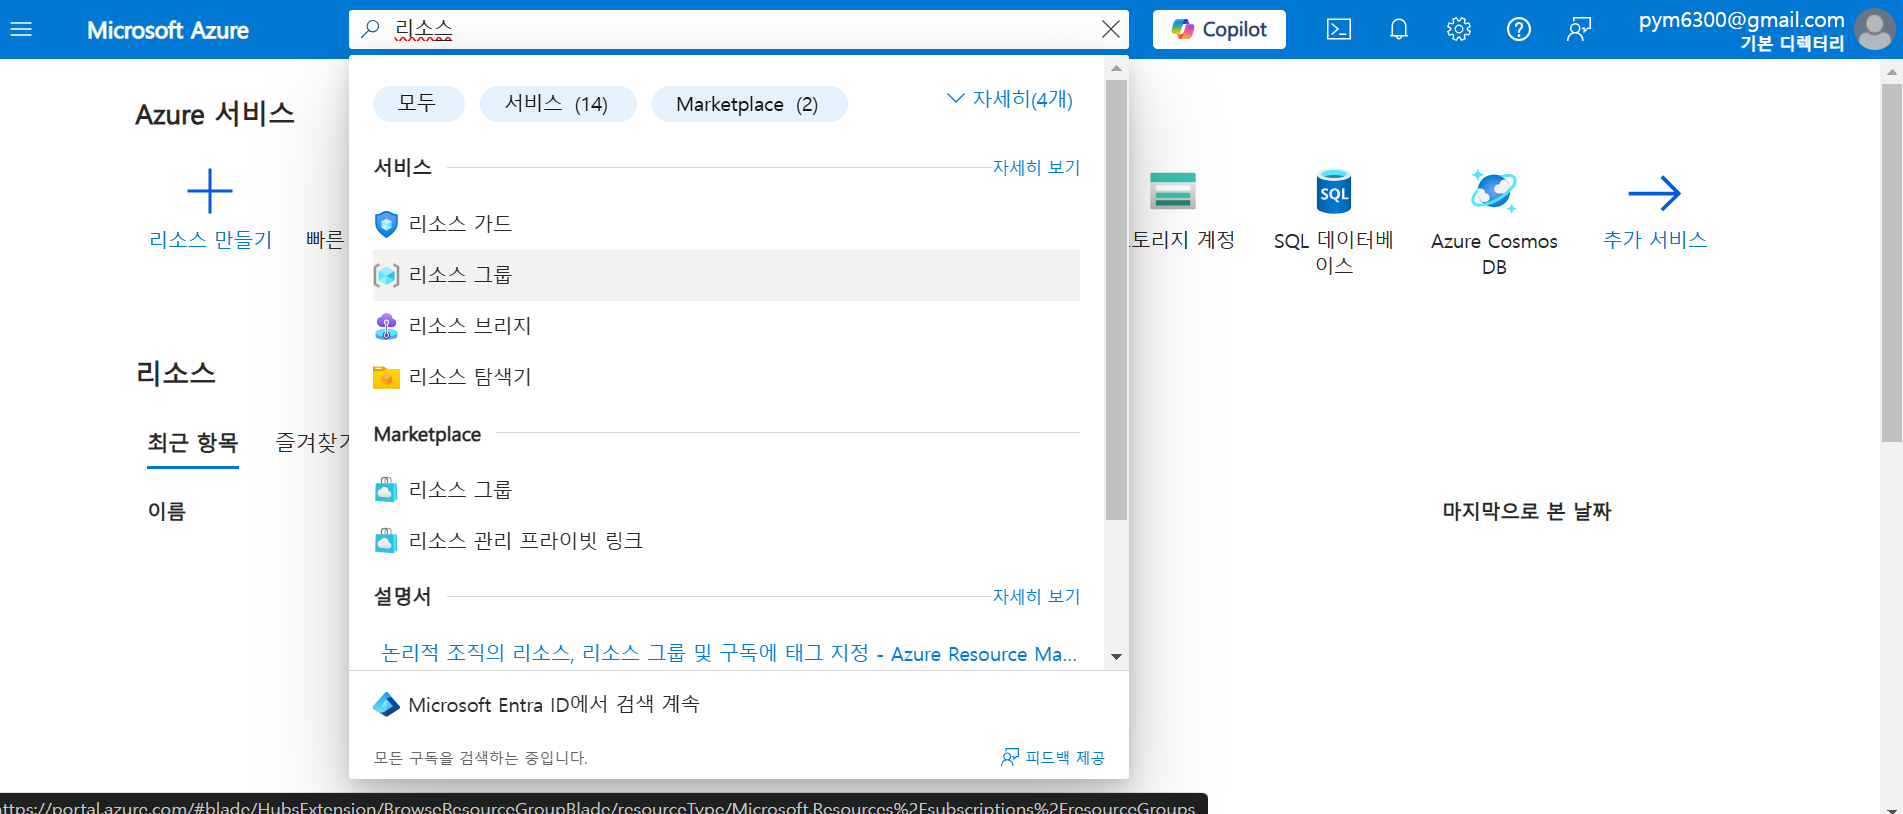 Microsoft Azure
리소스
Copilot
pym6300@gmail.com
기본 디렉터리
Azure 서비스
모두
서비스 (14)
Marketplace (2)
자세히(4개)
서비스
자세히 보기
리소스 만들기
빠른
리소스 가드
리소스 그룹
리소스 브리지
리소스 탐색기
토리지 계정
SQL
SQL 데이터베
이스
Azure Cosmos
DB
추가 서비스
리소스
최근 항목
즐겨찾기
이름
마지막으로 본 날짜
Marketplace
리소스 그룹
리소스 관리 프라이빗 링크
설명서
자세히 보기
논리적 조직의 리소스, 리소스 그룹 및 구독에 태그 지정 - Azure Resource Ma...
Microsoft Entra ID에서 검색 계속
모든 구독을 검색하는 중입니다.
피드백 제공
https://portal.azure.com/#blade/HubsExtension/BrowseResourceGroupBlade/resourceType/Microsoft.Resources%2Fsubscriptions%2FresourceGroups